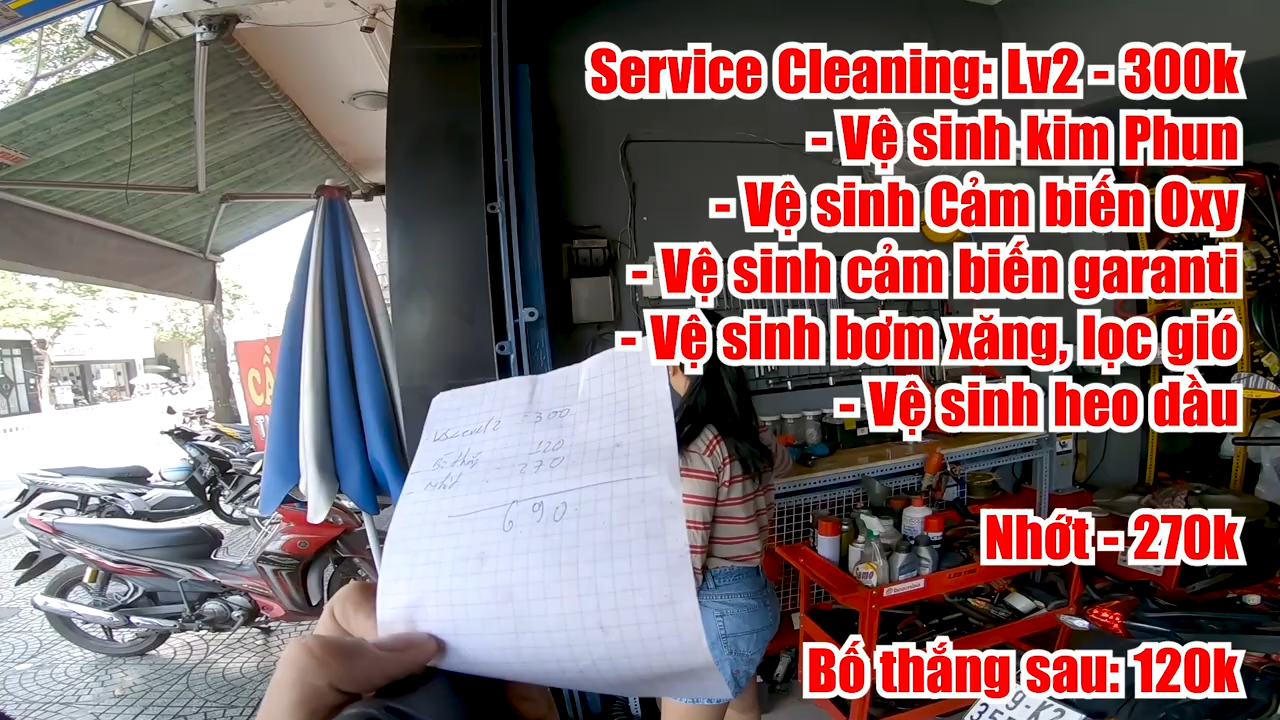 Service Cleaning: Lv2 - 300k
- Vệ sinh kim Phun
- Vệ sinh Cảm biến Oxy
- Vệ sinh cảm biến garanti
- Vệ sinh bơm xăng, lọc gió
- Vệ sinh heo dầu
Nhớt - 270k
Bố thắng sau: 120k
= 300
120
270
690
CẦ